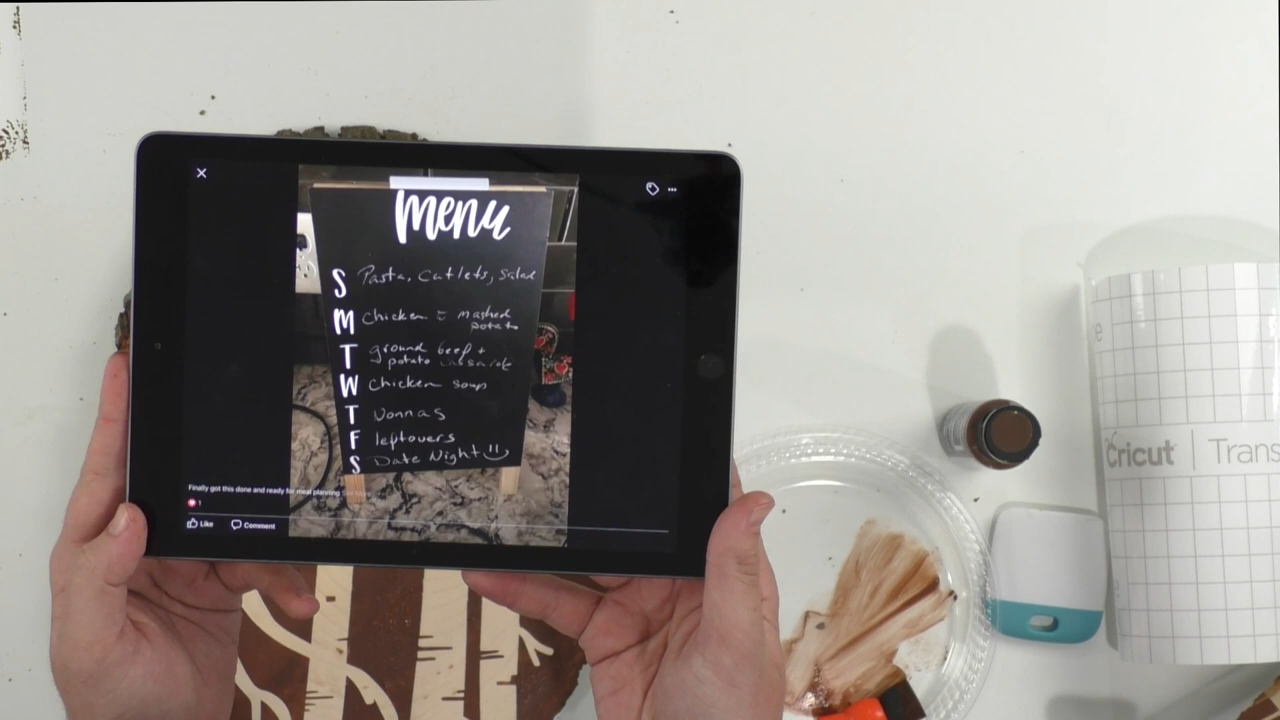 menu
S Pasta, Cutlets, Salad
M Chicken mashed
potato
T ground beef +
potato casserole
W Chicken soup
T Nonnas
F leftovers
S Date Night
Finally got this done and ready for meal planning
1
Like Comment
Cricut | Trans